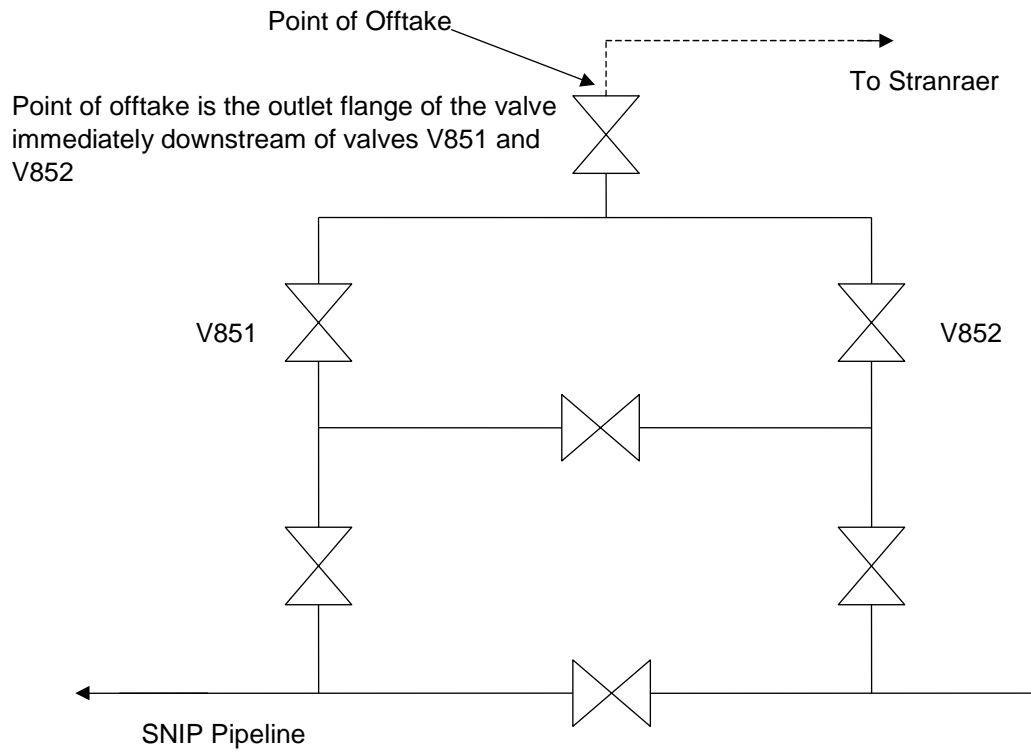 Point of Offtake
To Stranraer
Point of offtake is the outlet flange of the valve
immediately downstream of valves V851 and
V852
V851
V852
SNIP Pipeline